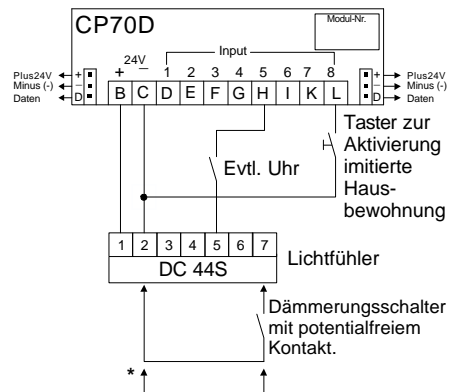 CP70D
Modul-Nr.
24V
Input
+ – 1 2 3 4 5 6 7 8
Plus24V + + Plus24V
Minus (-) – – Minus (-)
Daten D D Daten
B C D E F G H I K L
Taster zur
Aktivierung
imitierte
Haus-
bewohnung
Evtl. Uhr
1 2 3 4 5 6 7
DC 44S
Lichtfühler
Dämmerungsschalter
mit potentialfreiem
Kontakt.
*